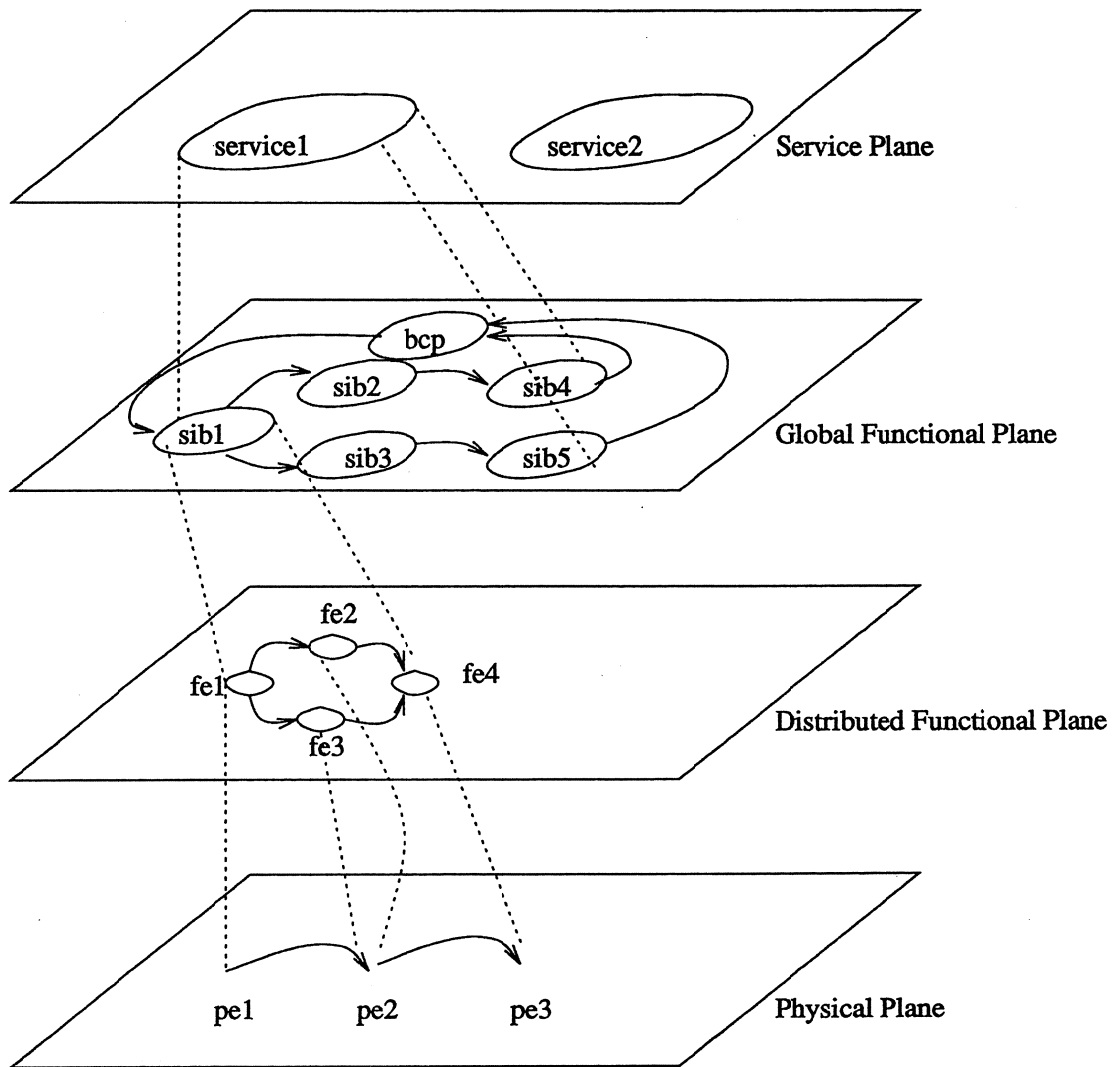 service1
service2
Service Plane
bcp
sib2
sib4
sib1
sib3
sib5
Global Functional Plane
fe2
fe1
fe4
fe3
Distributed Functional Plane
pe1
pe2
pe3
Physical Plane